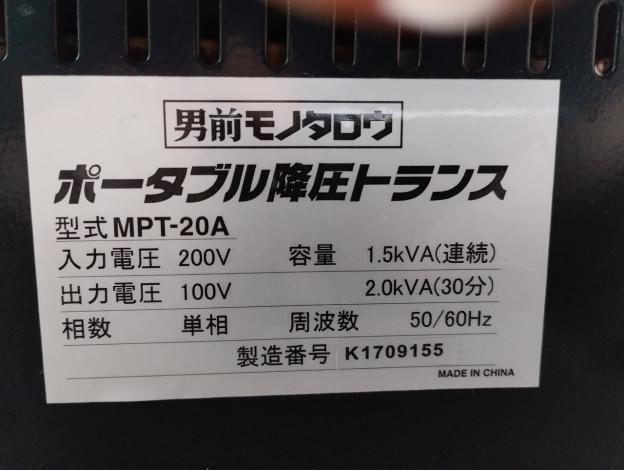 男前モノタロウ
ポータブル降圧トランス
型式 MPT-20A
入力電圧 200V 容量 1.5kVA(連続)
出力電圧 100V 2.0kVA(30分)
相数 単相 周波数 50/60Hz
製造番号 K1709155
MADE IN CHINA